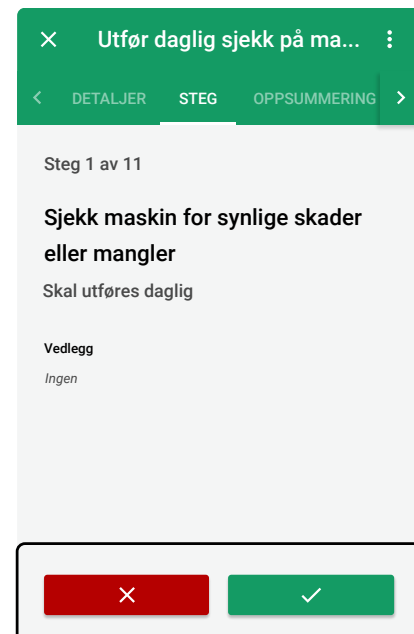 Utfør daglig sjekk på ma...
DETALJER STEG OPPSUMMERING
Steg 1 av 11
Sjekk maskin for synlige skader
eller mangler
Skal utføres daglig
Vedlegg
Ingen